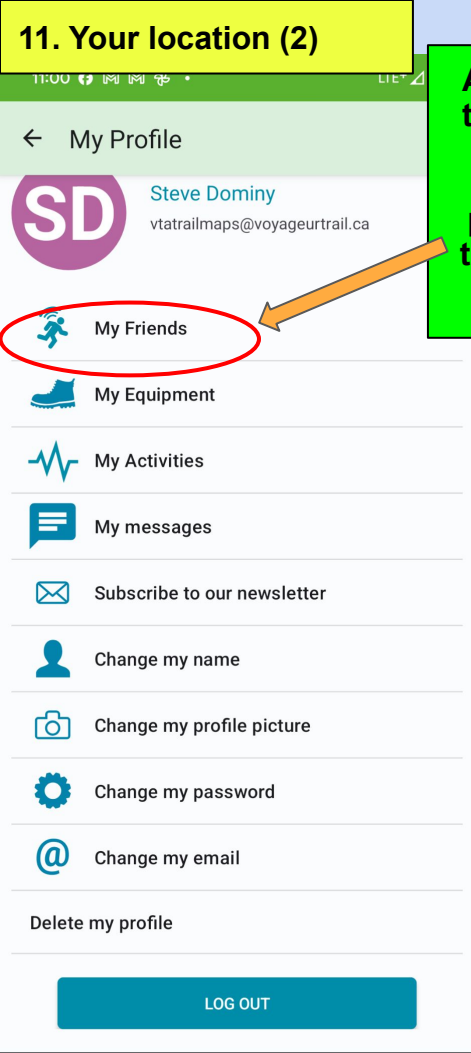 11. Your location (2)
11:00
LTE+
My Profile
SD
Steve Dominy
vtatrailmaps@voyageurtrail.ca
My Friends
My Equipment
My Activities
My messages
Subscribe to our newsletter
Change my name
Change my profile picture
Change my password
Change my email
Delete my profile
LOG OUT